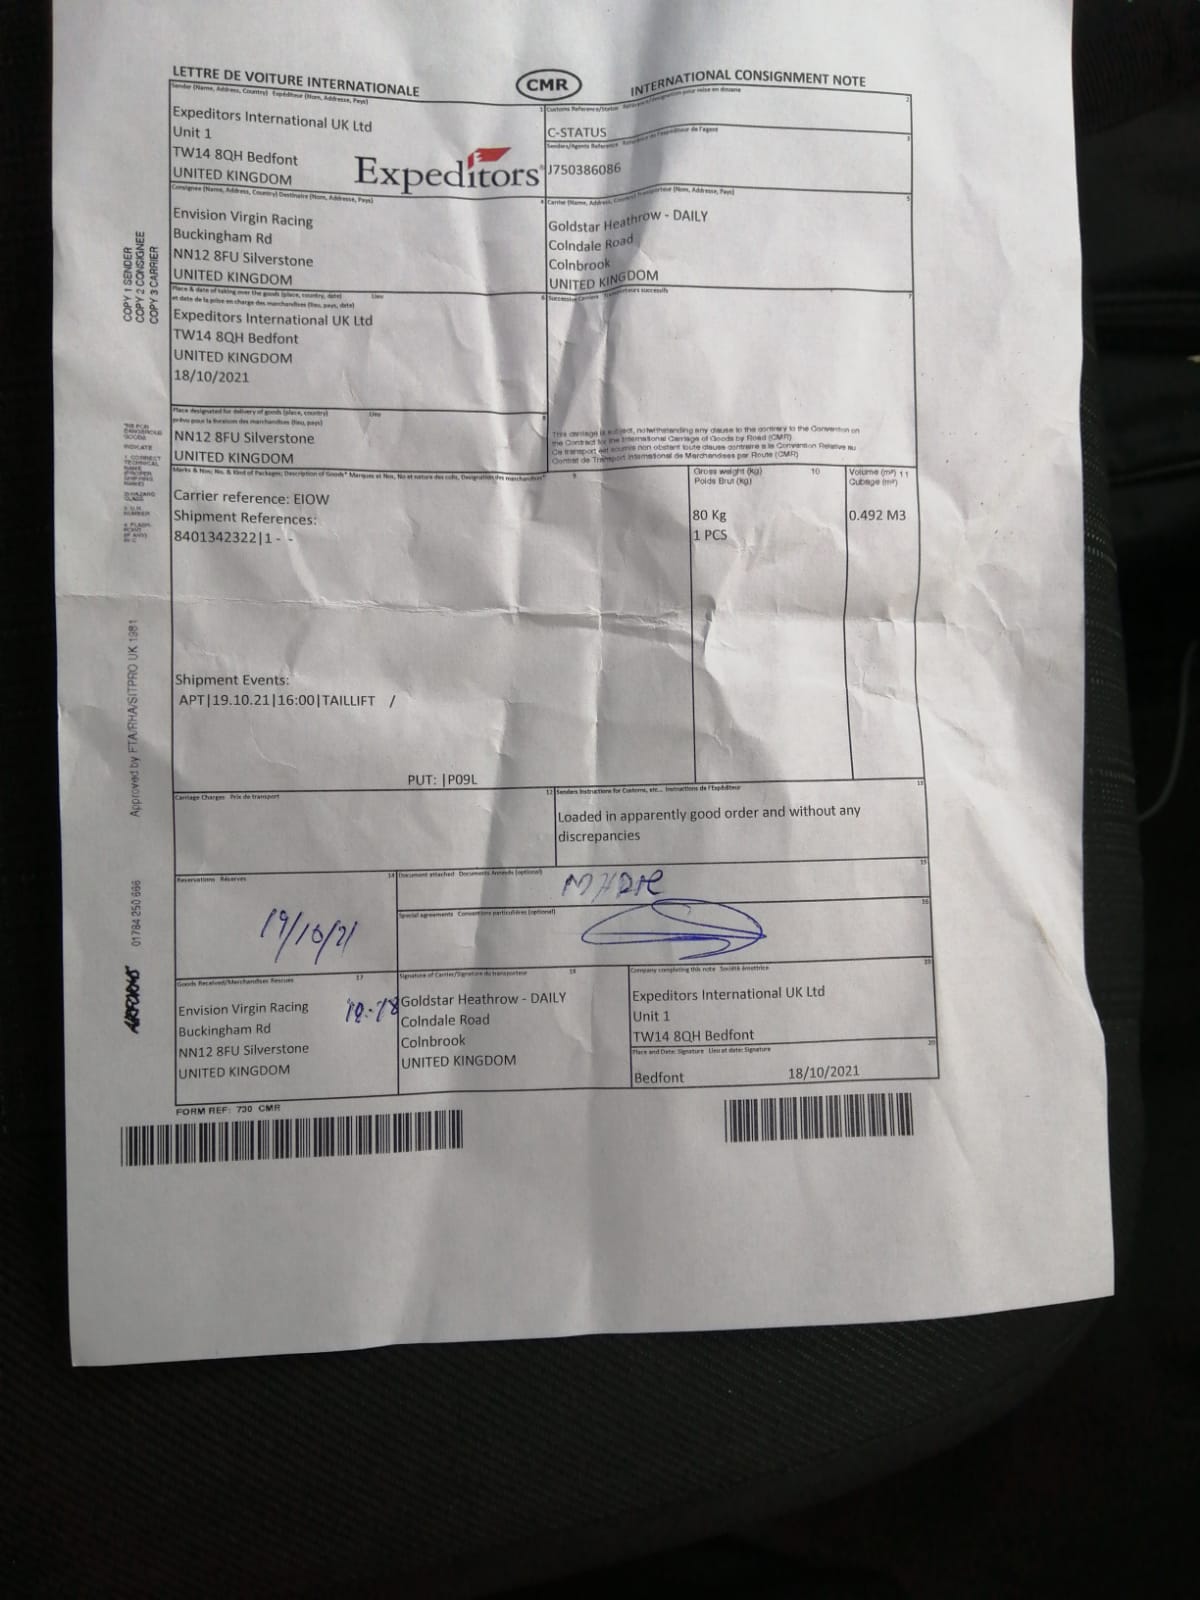 LETTRE DE VOITURE INTERNATIONALE
CMR
INTERNATIONAL CONSIGNMENT NOTE
Sender (Name, Address, Country) Expéditeur (Nom, Addresse, Pays)
1
Expeditors International UK Ltd
Unit 1
TW14 8QH Bedfont
UNITED KINGDOM
Expeditors
Customs Reference/Status
2
C-STATUS
Senders/Agents Reference
3
J750386086
Consignee (Name, Address, Country) Destinaire (Nom, Addresse, Pays)
4
Envision Virgin Racing
Buckingham Rd
NN12 8FU Silverstone
UNITED KINGDOM
5
Goldstar Heathrow - DAILY
Colndale Road
Colnbrook
UNITED KINGDOM
Place & date of taking over the goods (place, country, date) Lieu
et date de la prise en charge des marchandises (lieu, pays, date)
6
Expeditors International UK Ltd
TW14 8QH Bedfont
UNITED KINGDOM
18/10/2021
Successive Carriers Transporteurs successifs
7
Place designated for delivery of goods (place, country) Lieu
prévu pour la livraison des marchandises (lieu, pays)
8
NN12 8FU Silverstone
UNITED KINGDOM
This carriage is subject, notwithstanding any clause to the contrary to the Convention on
the Contract for the International Carriage of Goods by Road (CMR)
Ce transport est soumis non obstant toute clause contraire a la Convention Relative au
Contrat de Transport International de Marchandises par Route (CMR)
Marks & Nos; No. & Kind of Packages; Description of Goods* Marques et Nos, No et nature des colis, Designation des marchandises*
9
Gross weight (kg) 10
Poids Brut (kg)
Volume (m³) 11
Cubage (m³)
Carrier reference: EIOW
Shipment References:
8401342322|1 - -
80 Kg
1 PCS
0.492 M3
Shipment Events:
APT|19.10.21|16:00|TAILLIFT /
PUT: |P09L
Carriage Charges Prix de transport
12
Senders Instructions for Customs, etc... Instructions de l'Expéditeur
13
Loaded in apparently good order and without any
discrepancies
Reservations Réserves
14
19/10/21
Document attached Documents Annexés (optional)
15
Special agreements Conventions particulières (optional)
16
Goods Received/Merchandises Recues
17
Envision Virgin Racing
Buckingham Rd
NN12 8FU Silverstone
UNITED KINGDOM
Signature of Carrier/Signature du transporteur
18
Goldstar Heathrow - DAILY
Colndale Road
Colnbrook
UNITED KINGDOM
Company completing this note Société émettrice
19
Expeditors International UK Ltd
Unit 1
TW14 8QH Bedfont
Place and Date: Signature Lieu et date: Signature
20
Bedfont 18/10/2021
FORM REF: 730 CMR
COPY 1 SENDER
COPY 2 CONSIGNEE
COPY 3 CARRIER
Approved by FTA/RHA/SITPRO UK 1981
01784 250 666
AIRFORMS